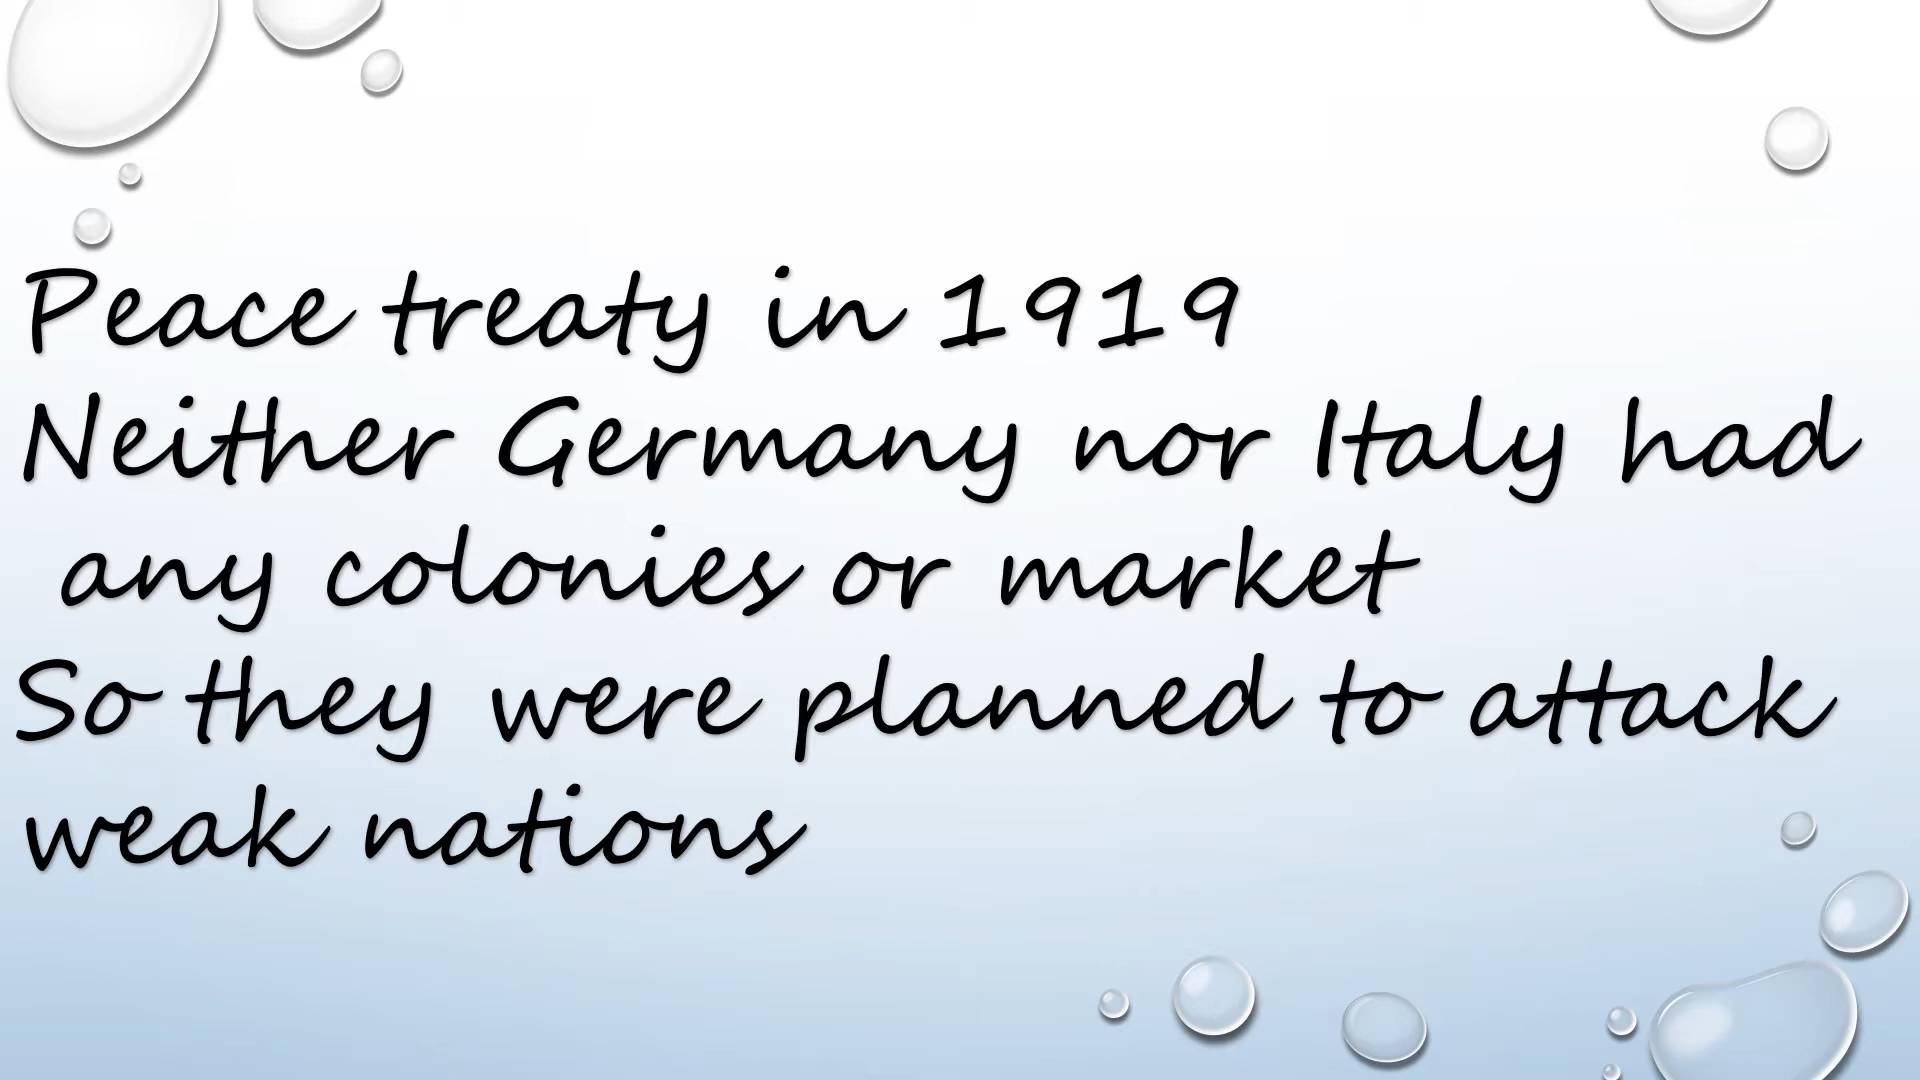 Peace treaty in 1919
Neither Germany nor Italy had
any colonies or market
So they were planned to attack
weak nations